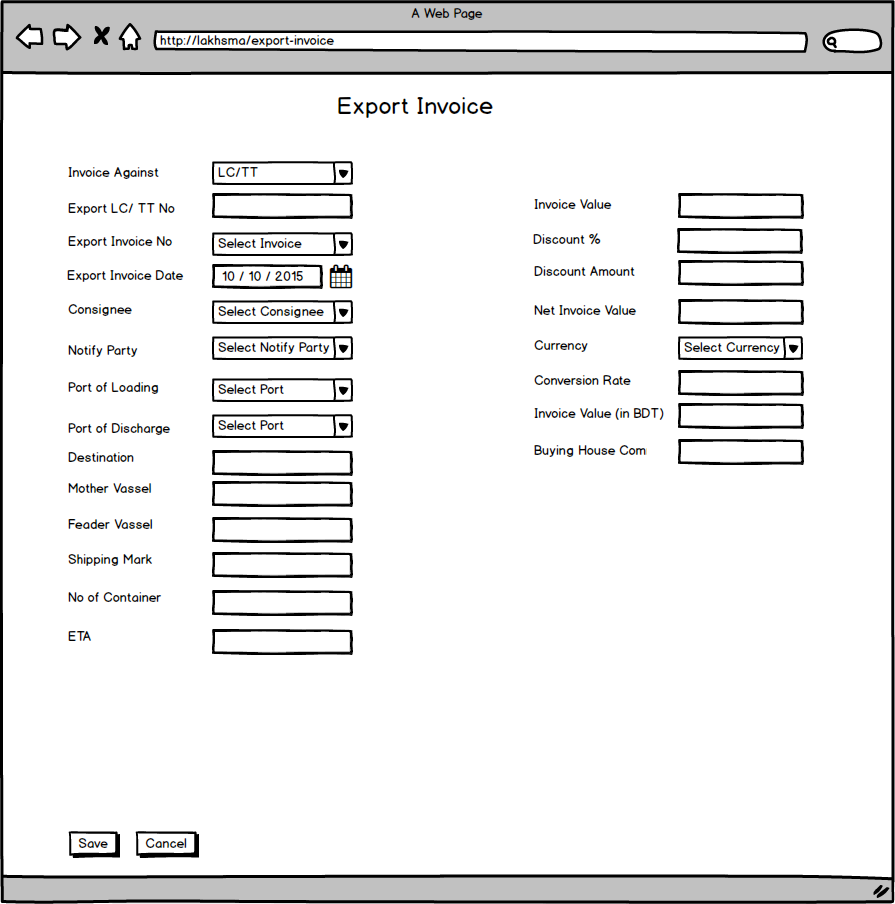 A Web Page
http://lakhsma/export-invoice
Export Invoice
Invoice Against
LC/TT
Export LC/ TT No
Export Invoice No
Select Invoice
Export Invoice Date
10 / 10 / 2015
Consignee
Select Consignee
Notify Party
Select Notify Party
Port of Loading
Select Port
Port of Discharge
Select Port
Destination
Mother Vassel
Feader Vassel
Shipping Mark
No of Container
ETA
Invoice Value
Discount %
Discount Amount
Net Invoice Value
Currency
Select Currency
Conversion Rate
Invoice Value (in BDT)
Buying House Com
Save
Cancel